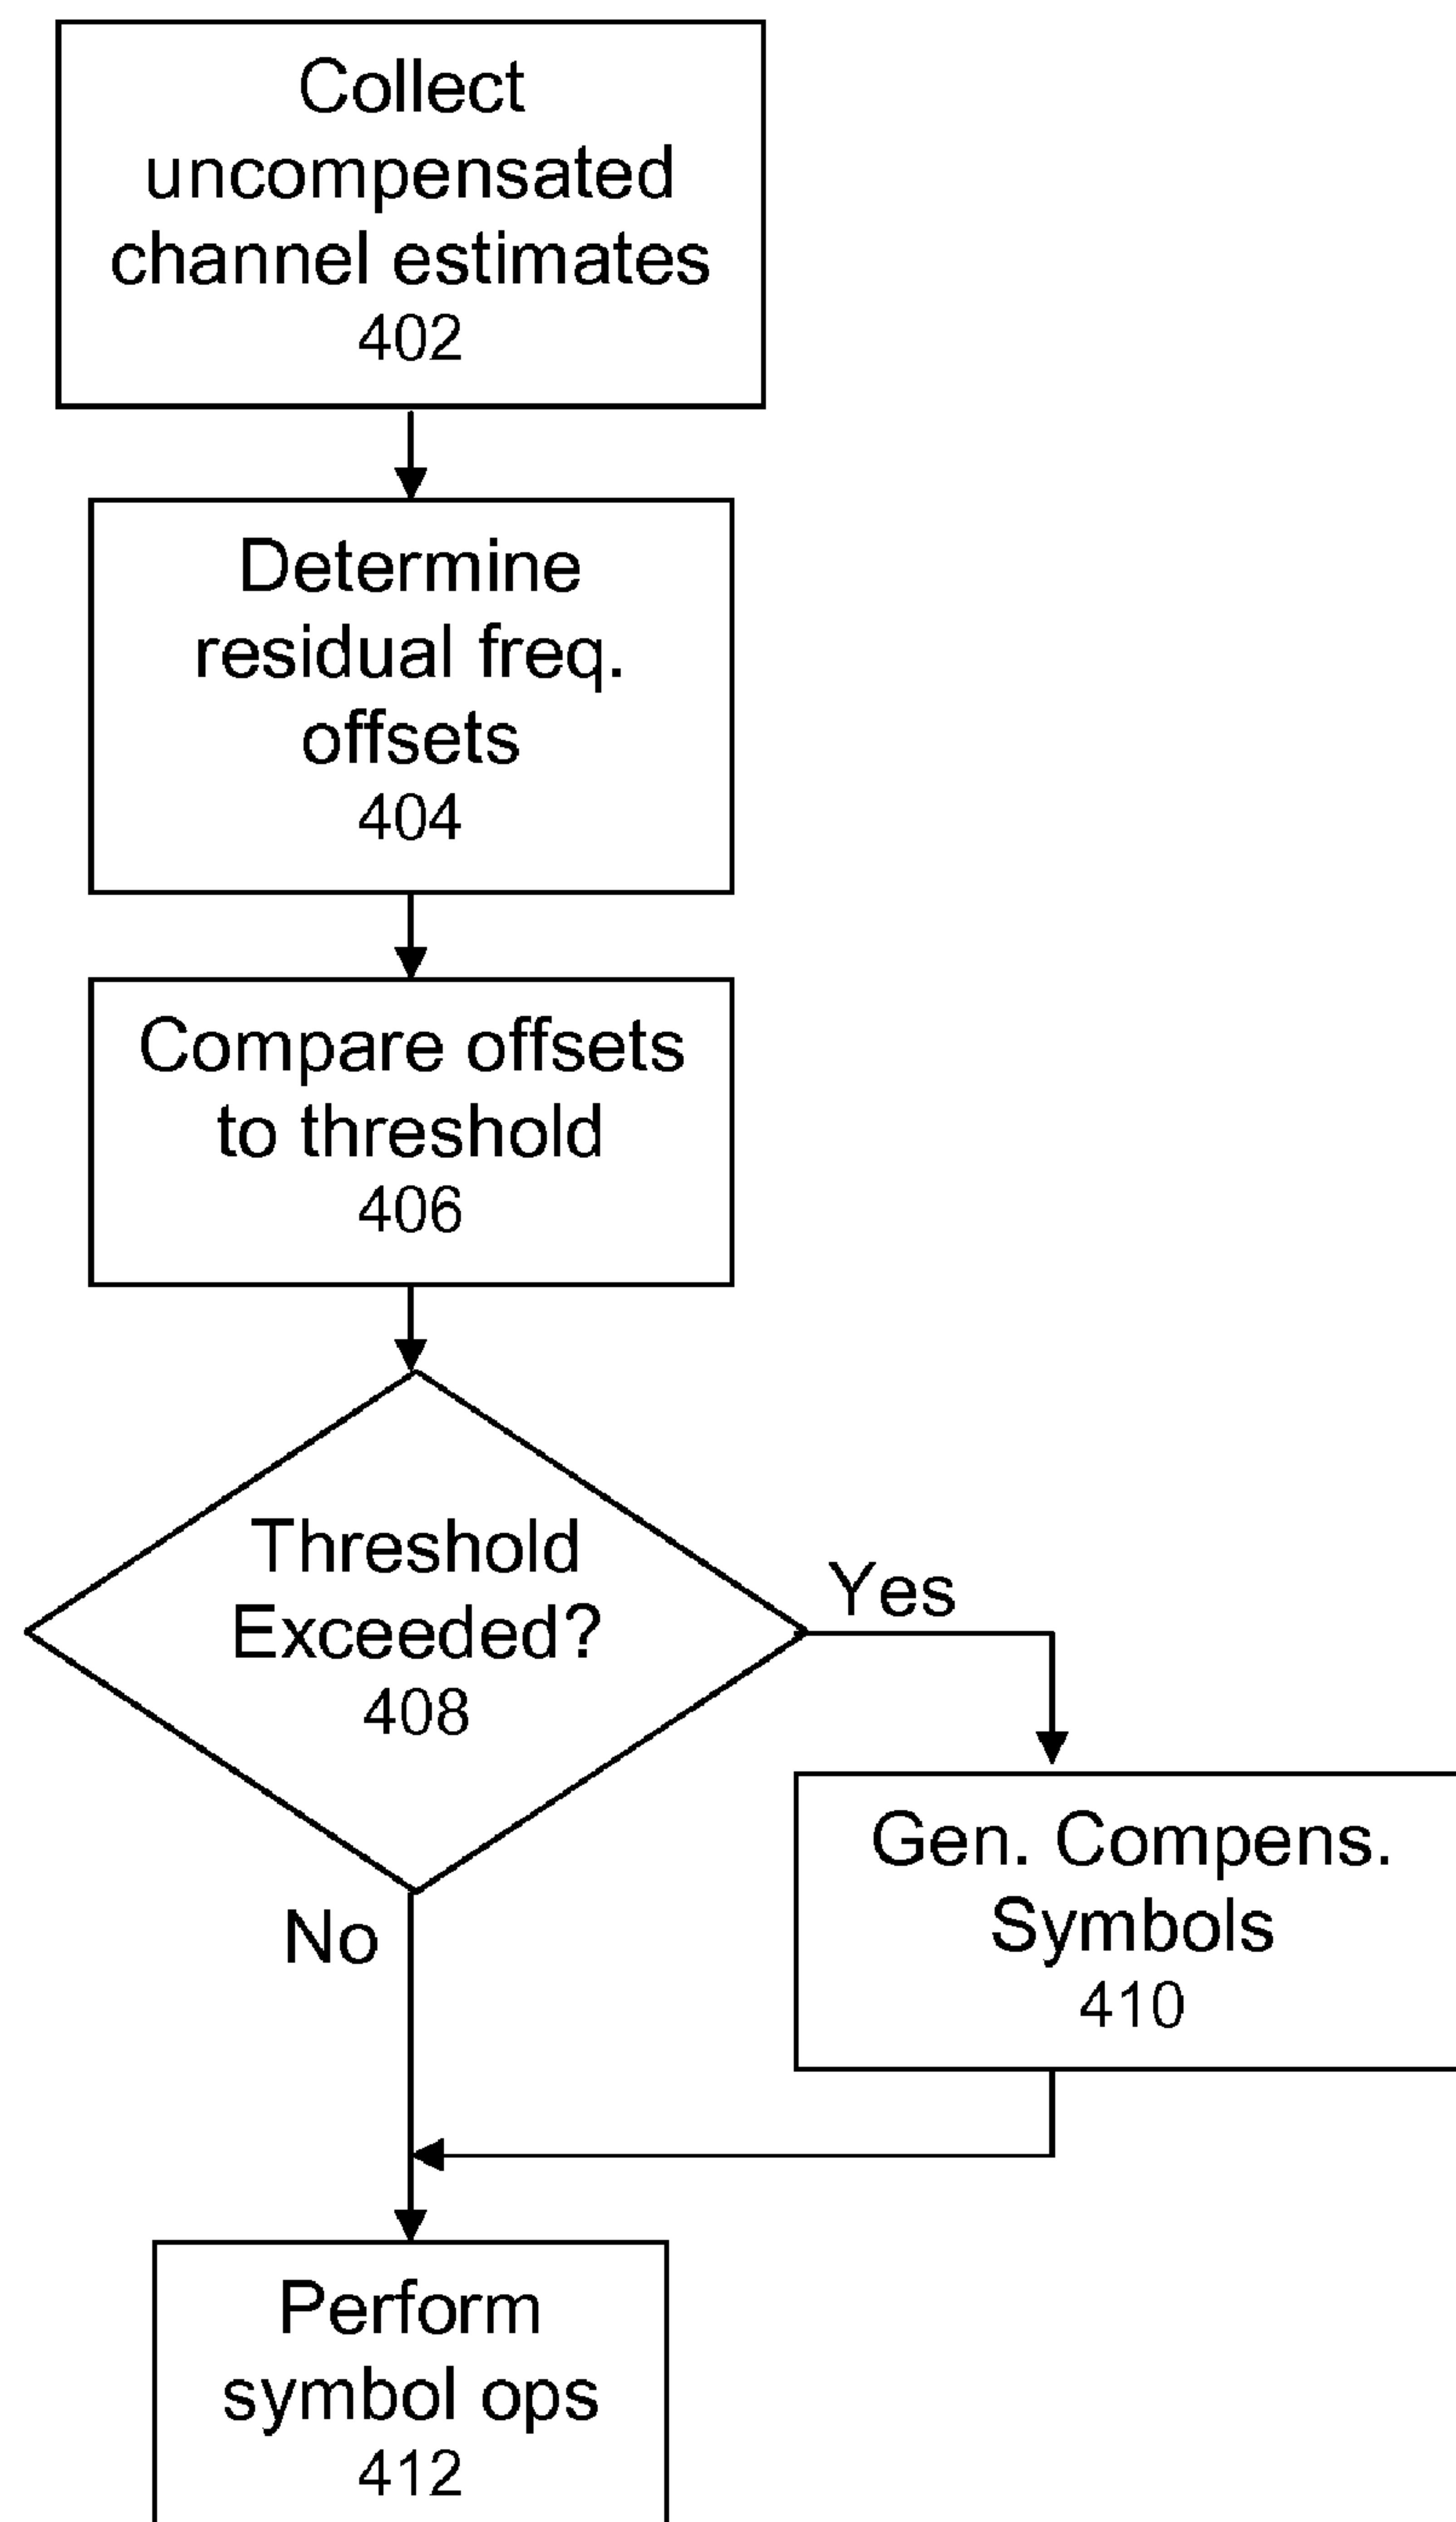 Collect
uncompensated
channel estimates
402
Determine
residual freq.
offsets
404
Compare offsets
to threshold
406
Threshold
Exceeded?
408
Yes
No
Gen. Compens.
Symbols
410
Perform
symbol ops
412